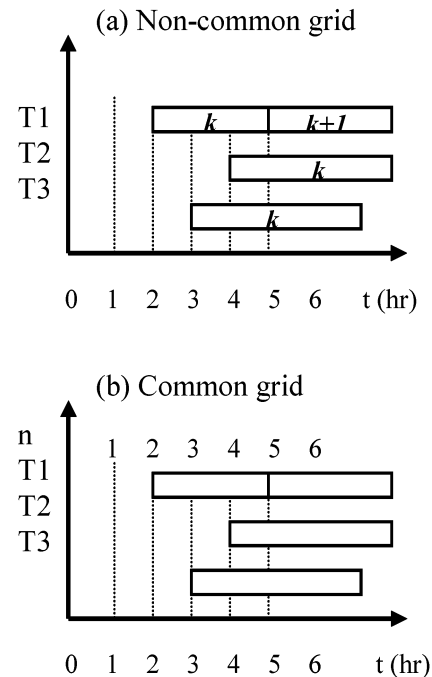 (a) Non-common grid
T1 k k+1
T2 k
T3 k
0 1 2 3 4 5 6 t (hr)
(b) Common grid
n 1 2 3 4 5 6
T1
T2
T3
0 1 2 3 4 5 6 t (hr)